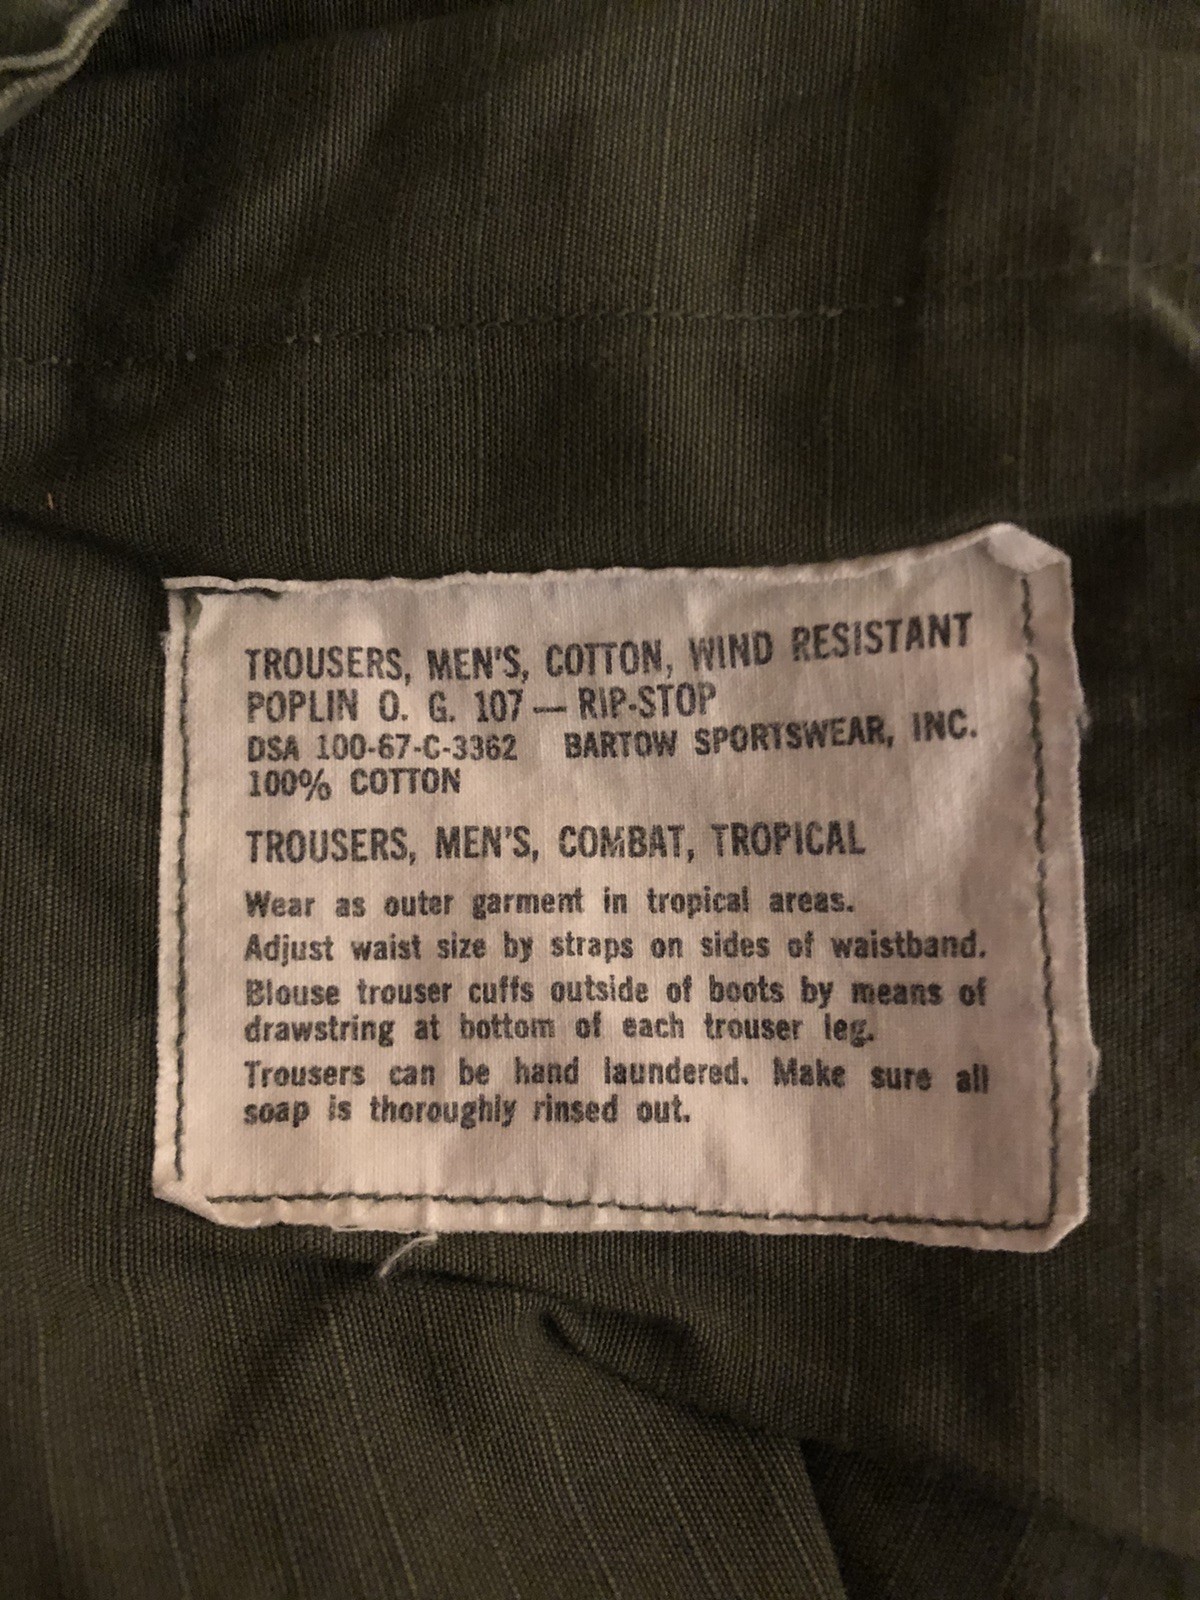 TROUSERS, MEN'S, COTTON, WIND RESISTANT
POPLIN O. G. 107 — RIP-STOP
DSA 100-67-C-3362 BARTOW SPORTSWEAR, INC.
100% COTTON
TROUSERS, MEN'S, COMBAT, TROPICAL
Wear as outer garment in tropical areas.
Adjust waist size by straps on sides of waistband.
Blouse trouser cuffs outside of boots by means of
drawstring at bottom of each trouser leg.
Trousers can be hand laundered. Make sure all
soap is thoroughly rinsed out.